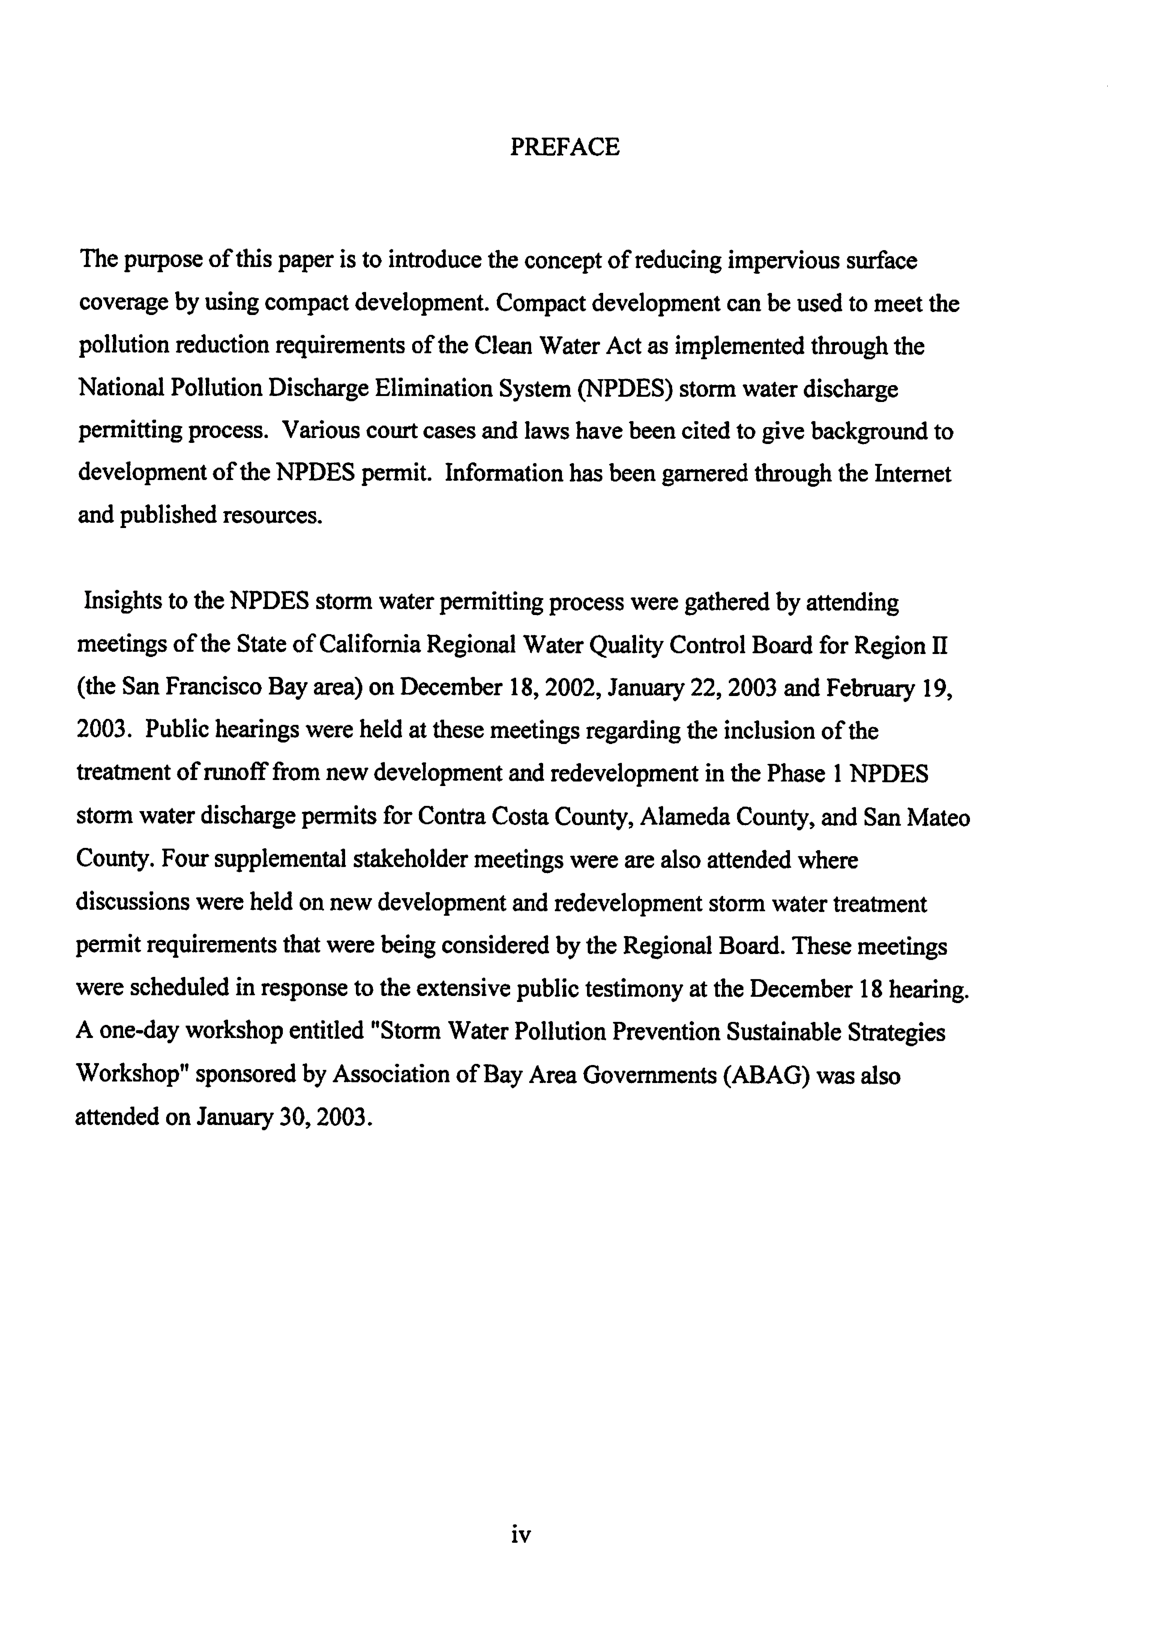 PREFACE
The purpose of this paper is to introduce the concept of reducing impervious surface
coverage by using compact development. Compact development can be used to meet the
pollution reduction requirements of the Clean Water Act as implemented through the
National Pollution Discharge Elimination System (NPDES) storm water discharge
permitting process.  Various court cases and laws have been cited to give background to
development of the NPDES permit.  Information has been garnered through the Internet
and published resources.
Insights to the NPDES storm water permitting process were gathered by attending
meetings of the State of California Regional Water Quality Control Board for Region II
(the San Francisco Bay area) on December 18, 2002, January 22, 2003 and February 19,
2003.  Public hearings were held at these meetings regarding the inclusion of the
treatment of runoff from new development and redevelopment in the Phase 1 NPDES
storm water discharge permits for Contra Costa County, Alameda County, and San Mateo
County. Four supplemental stakeholder meetings were are also attended where
discussions were held on new development and redevelopment storm water treatment
permit requirements that were being considered by the Regional Board. These meetings
were scheduled in response to the extensive public testimony at the December 18 hearing.
A one-day workshop entitled "Storm Water Pollution Prevention Sustainable Strategies
Workshop" sponsored by Association of Bay Area Governments (ABAG) was also
attended on January 30, 2003.
iv